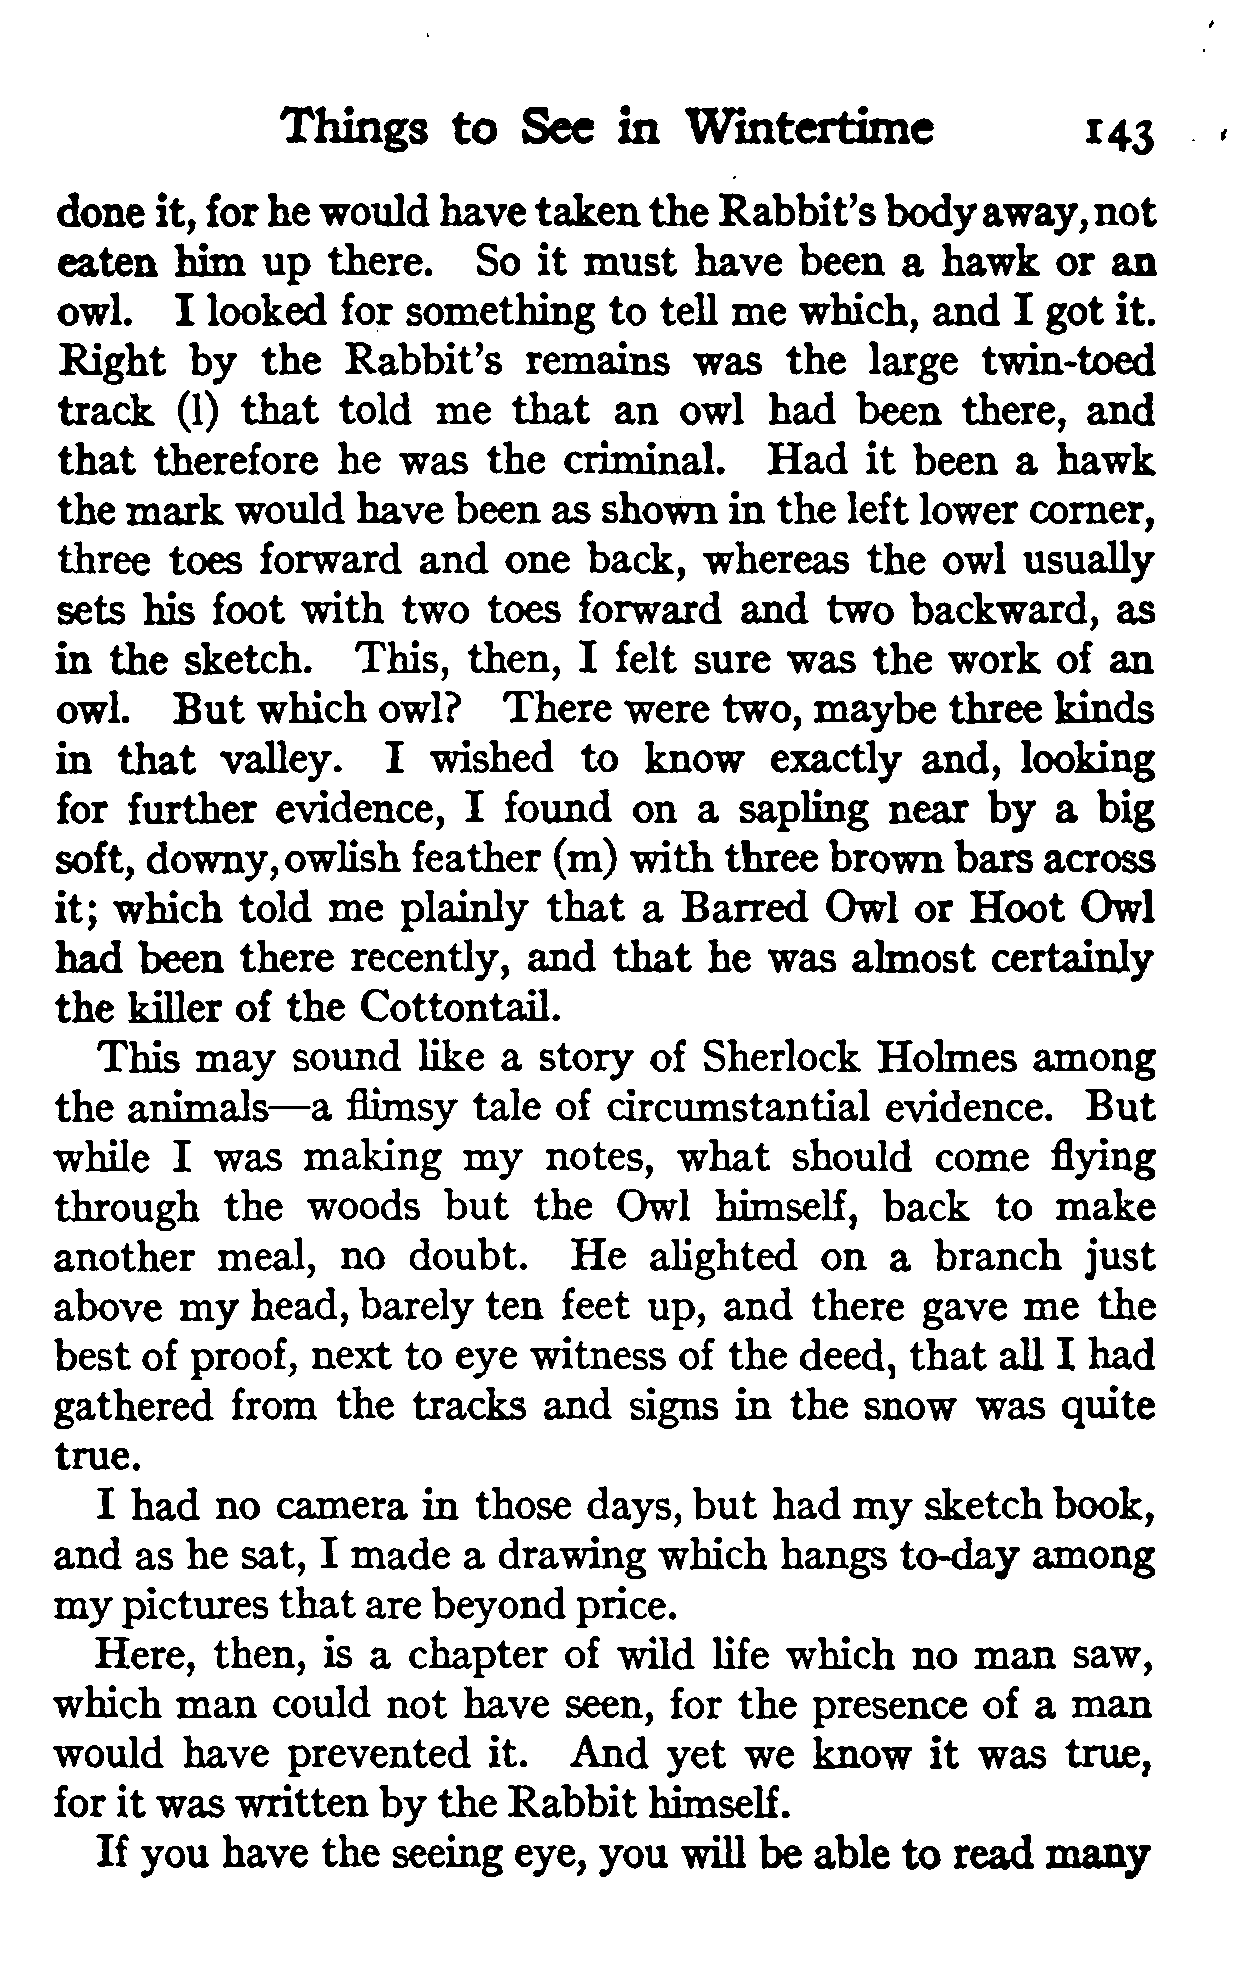 Things to See in Wintertime 143
done it, for he would have taken the Rabbit's body away, not
eaten him up there. So it must have been a hawk or an
owl. I looked for something to tell me which, and I got it.
Right by the Rabbit's remains was the large twin-toed
track (l) that told me that an owl had been there, and
that therefore he was the criminal. Had it been a hawk
the mark would have been as shown in the left lower corner,
three toes forward and one back, whereas the owl usually
sets his foot with two toes forward and two backward, as
in the sketch. This, then, I felt sure was the work of an
owl. But which owl? There were two, maybe three kinds
in that valley. I wished to know exactly and, looking
for further evidence, I found on a sapling near by a big
soft, downy, owlish feather (m) with three brown bars across
it; which told me plainly that a Barred Owl or Hoot Owl
had been there recently, and that he was almost certainly
the killer of the Cottontail.
This may sound like a story of Sherlock Holmes among
the animals—a flimsy tale of circumstantial evidence. But
while I was making my notes, what should come flying
through the woods but the Owl himself, back to make
another meal, no doubt. He alighted on a branch just
above my head, barely ten feet up, and there gave me the
best of proof, next to eye witness of the deed, that all I had
gathered from the tracks and signs in the snow was quite
true.
I had no camera in those days, but had my sketch book,
and as he sat, I made a drawing which hangs to-day among
my pictures that are beyond price.
Here, then, is a chapter of wild life which no man saw,
which man could not have seen, for the presence of a man
would have prevented it. And yet we know it was true,
for it was written by the Rabbit himself.
If you have the seeing eye, you will be able to read many